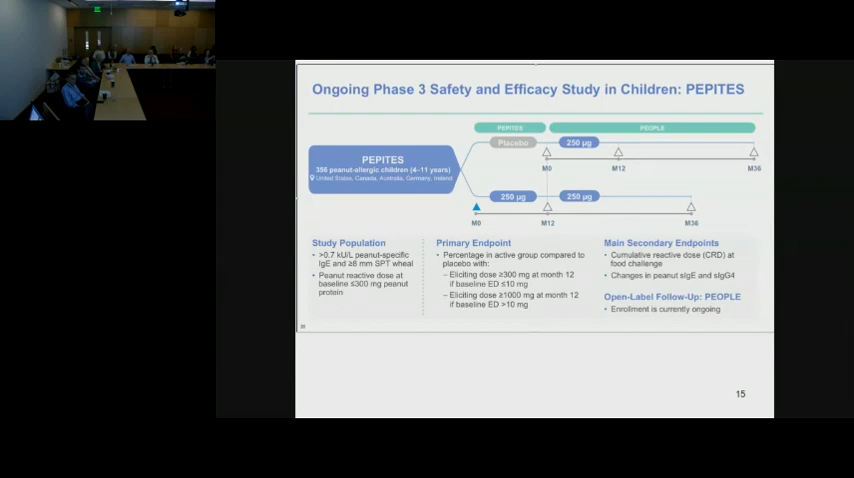 Ongoing Phase 3 Safety and Efficacy Study in Children: PEPITES
PEPITES
PEOPLE
Placebo
250 µg
M0
M12
M36
PEPITES
356 peanut-allergic children (4–11 years)
United States, Canada, Australia, Germany, Ireland
250 µg
250 µg
M0
M12
M36
Study Population
• >0.7 kU/L peanut-specific
IgE and ≥8 mm SPT wheal
• Peanut reactive dose at
baseline ≤300 mg peanut
protein
Primary Endpoint
• Percentage in active group compared to
placebo with:
– Eliciting dose ≥300 mg at month 12
if baseline ED ≤10 mg
– Eliciting dose ≥1000 mg at month 12
if baseline ED >10 mg
Main Secondary Endpoints
• Cumulative reactive dose (CRD) at
food challenge
• Changes in peanut sIgE and sIgG4
Open-Label Follow-Up: PEOPLE
• Enrollment is currently ongoing
15